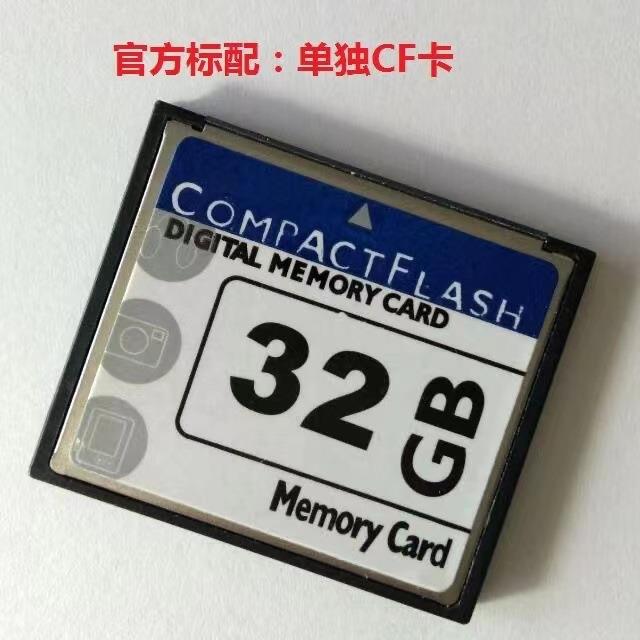 官方标配：单独CF卡
COMPACTFLASH
DIGITAL MEMORY CARD
32 GB
Memory Card